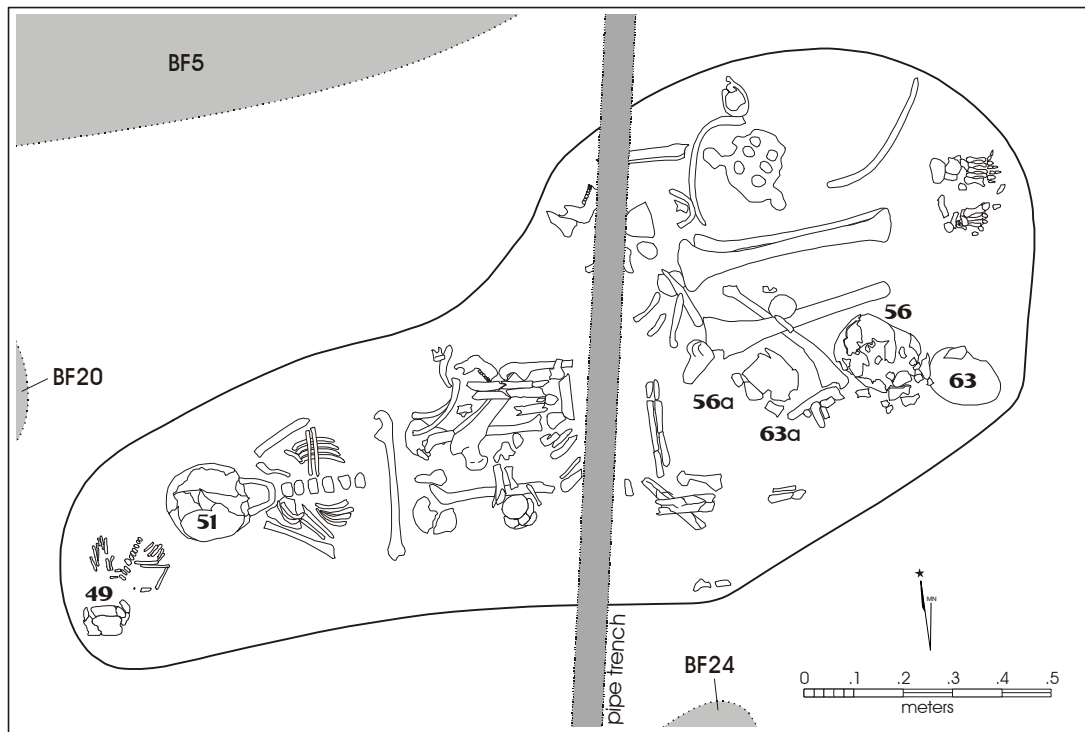 BF5
56
BF20
63
56a
63a
51
49
MN
pipe trench
BF24
0 .1 .2 .3 .4 .5
meters